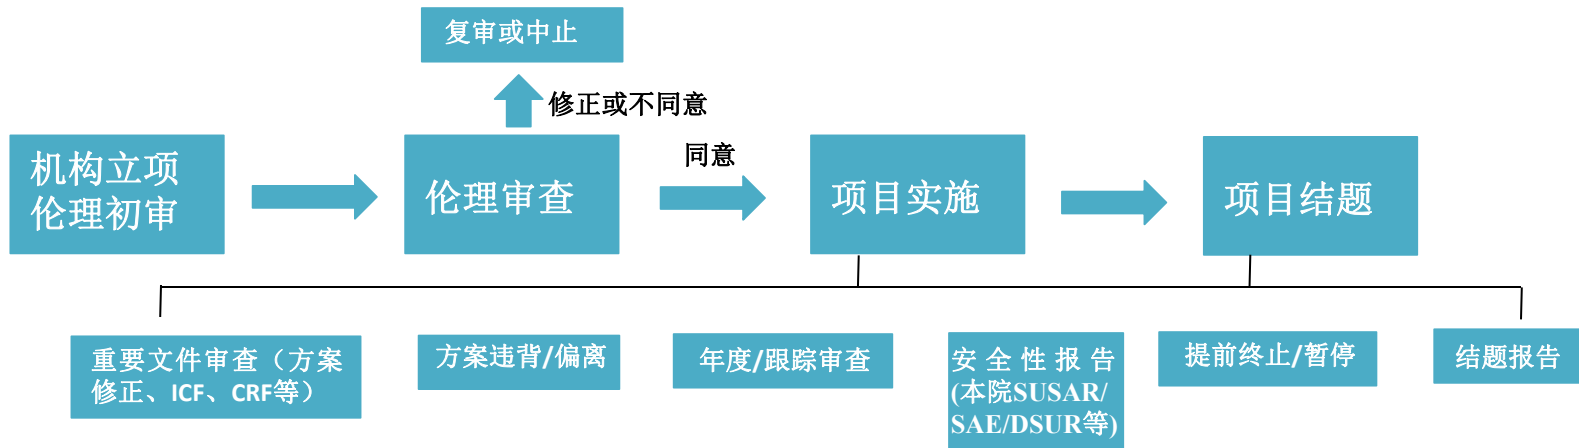 复审或中止
修正或不同意
机构立项
伦理初审
伦理审查
同意
项目实施
项目结题
重要文件审查（方案
修正、ICF、CRF等）
方案违背/偏离
年度/跟踪审查
安全性报告
(本院SUSAR/
SAE/DSUR等)
提前终止/暂停
结题报告